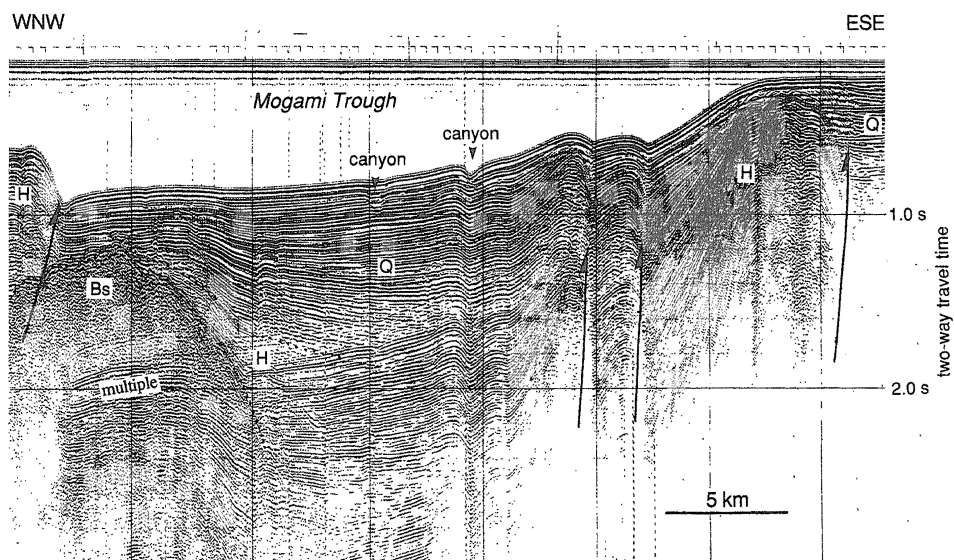 WNW
ESE
Mogami Trough
canyon
canyon
Q
H
H
1.0 s
Q
Bs
H
multiple
2.0 s
two-way travel time
5 km